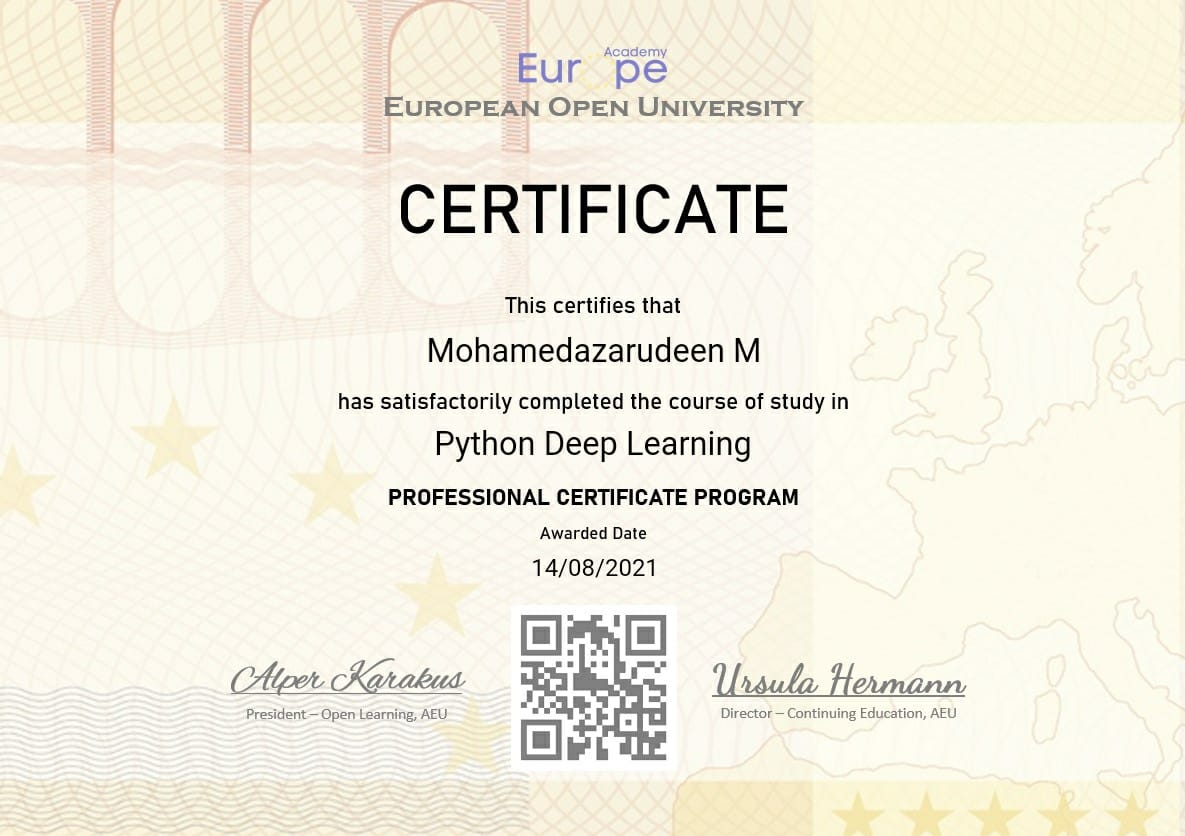 Academy
Eur pe
EUROPEAN OPEN UNIVERSITY
CERTIFICATE
This certifies that
Mohamedazarudeen M
has satisfactorily completed the course of study in
Python Deep Learning
PROFESSIONAL CERTIFICATE PROGRAM
Awarded Date
14/08/2021
Alper Karakus
President – Open Learning, AEU
Ursula Hermann
Director – Continuing Education, AEU